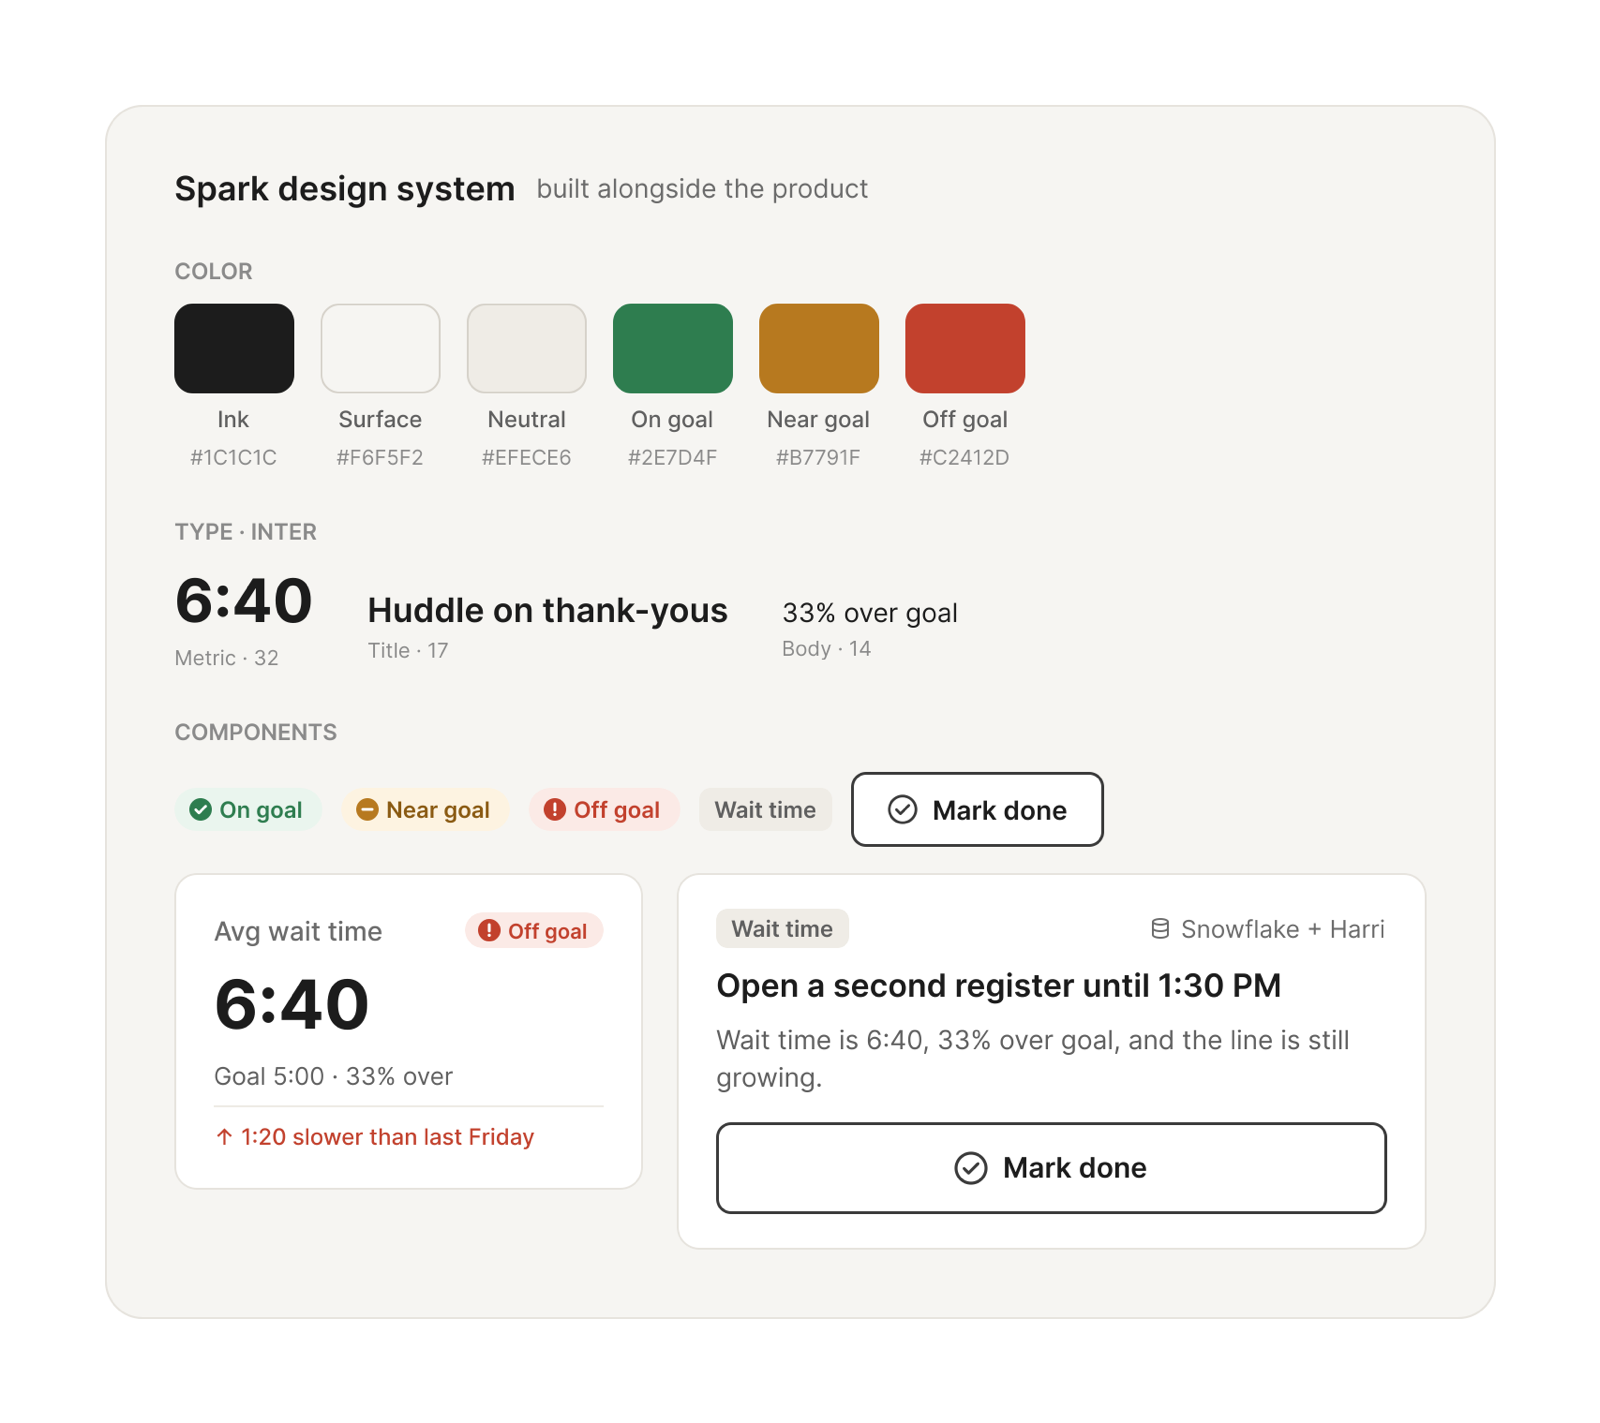 Spark design system built alongside the product
COLOR
Ink Surface Neutral On goal Near goal Off goal
#1C1C1C #F6F5F2 #EFECE6 #2E7D4F #B7791F #C2412D
TYPE · INTER
6:40 Huddle on thank-yous 33% over goal
Metric · 32 Title · 17 Body · 14
COMPONENTS
On goal Near goal Off goal Wait time Mark done
Avg wait time Off goal
6:40
Goal 5:00 · 33% over
↑ 1:20 slower than last Friday
Wait time Snowflake + Harri
Open a second register until 1:30 PM
Wait time is 6:40, 33% over goal, and the line is still
growing.
Mark done